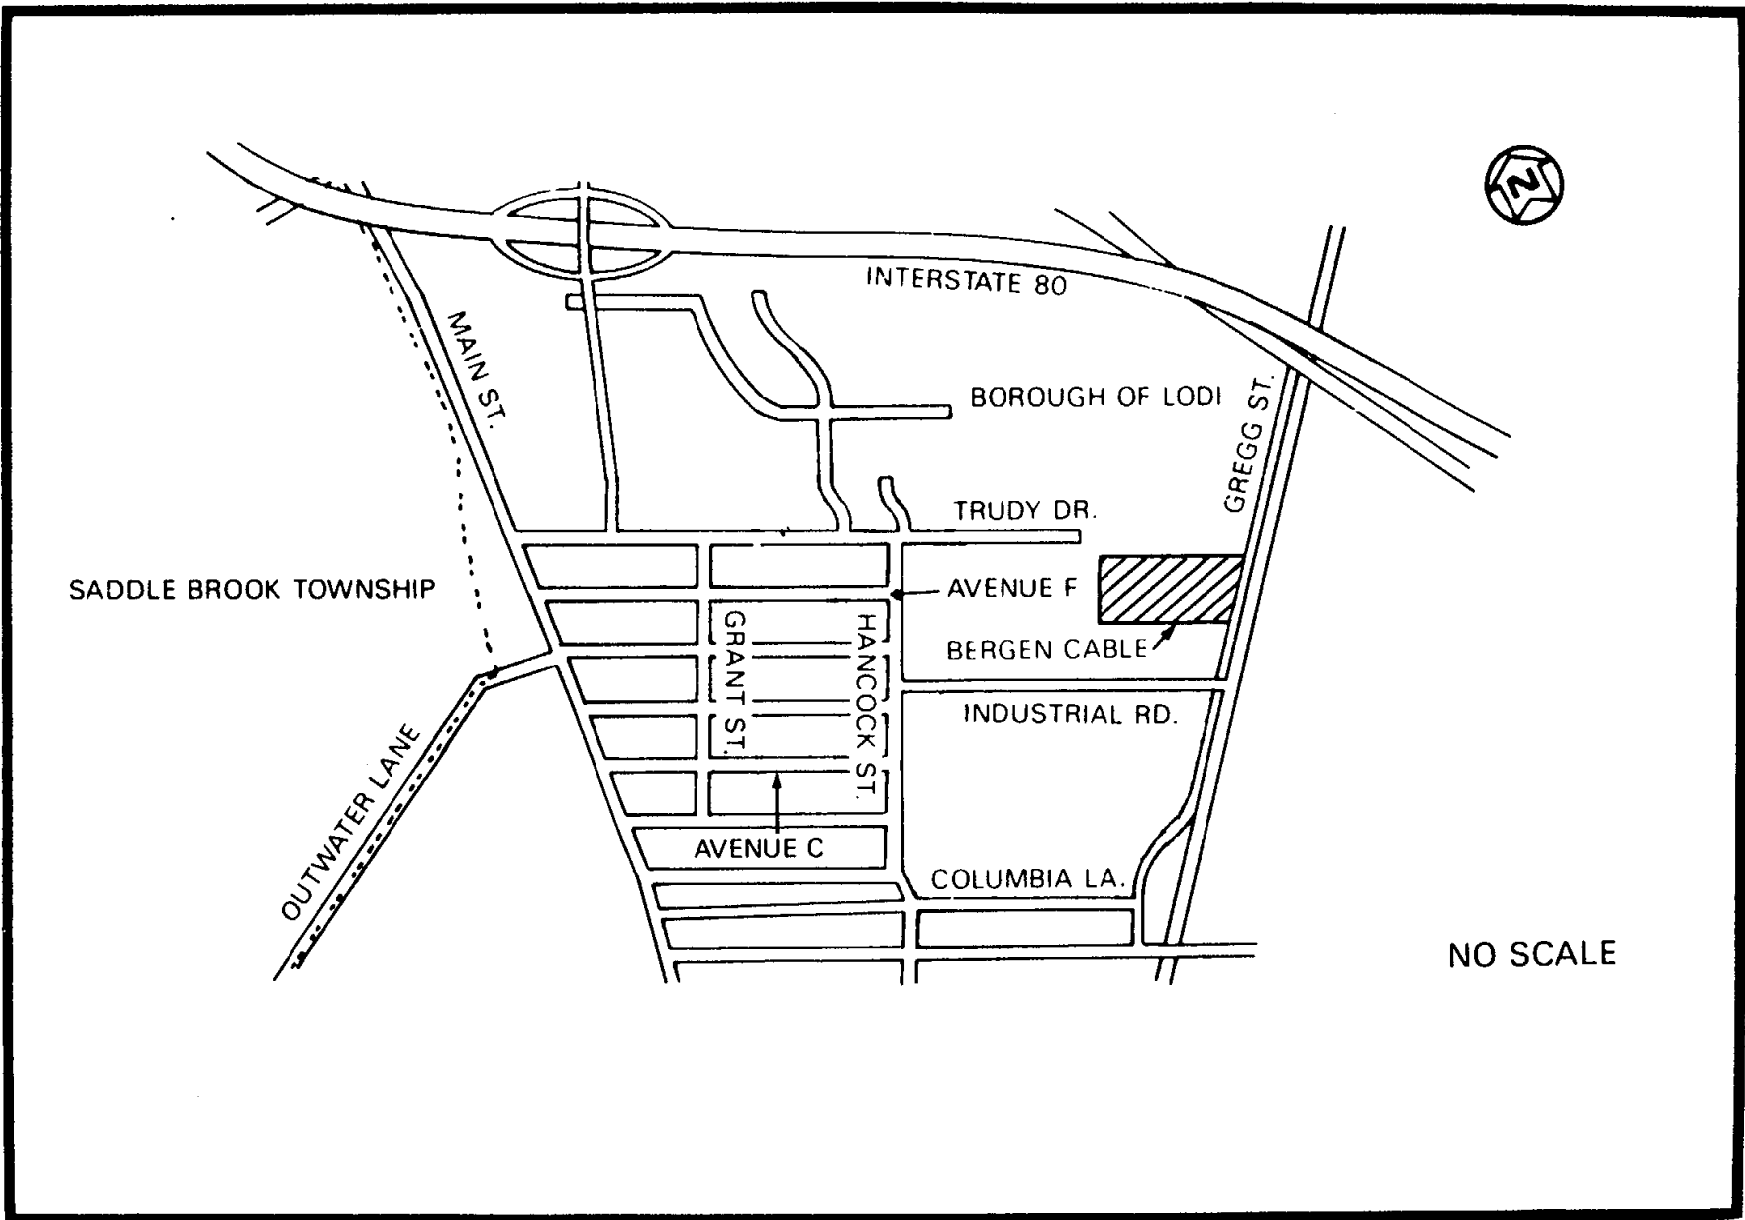 N
INTERSTATE 80
MAIN ST.
BOROUGH OF LODI
GREGG ST.
TRUDY DR.
SADDLE BROOK TOWNSHIP
AVENUE F
GRANT ST.
HANCOCK ST.
BERGEN CABLE
INDUSTRIAL RD.
OUTWATER LANE
AVENUE C
COLUMBIA LA.
NO SCALE